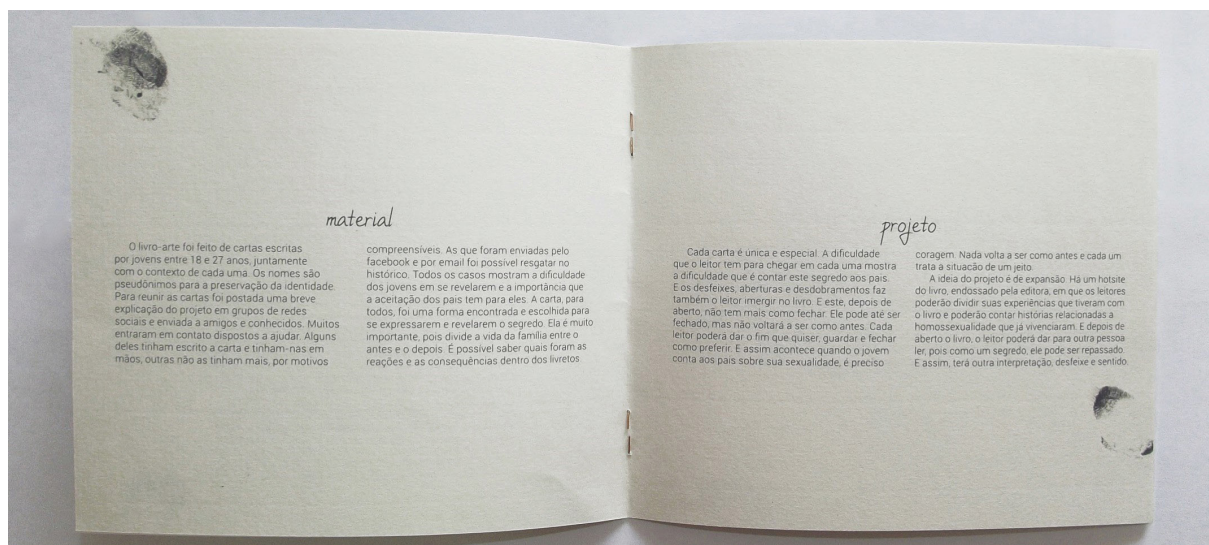 material
O livro-arte foi feito de cartas escritas
por jovens entre 18 e 27 anos, juntamente
com o contexto de cada uma. Os nomes são
pseudônimos para a preservação da identidade.
Para reunir as cartas foi postada uma breve
explicação do projeto em grupos de redes
sociais e enviada a amigos e conhecidos. Muitos
entraram em contato dispostos a ajudar. Alguns
deles tinham escrito a carta e tinham-nas em
mãos, outras não as tinham mais, por motivos
compreensíveis. As que foram enviadas pelo
facebook e por email foi possível resgatar no
histórico. Todos os casos mostram a dificuldade
dos jovens em se revelarem e a importância que
a aceitação dos pais tem para eles. A carta, para
todos, foi uma forma encontrada e escolhida para
se expressarem e revelarem o segredo. Ela é muito
importante, pois divide a vida da família entre o
antes e o depois. É possível saber quais foram as
reações e as consequências dentro dos livretos.
projeto
Cada carta é única e especial. A dificuldade
que o leitor tem para chegar em cada uma mostra
a dificuldade que é contar este segredo aos pais.
E os desfeixes, aberturas e desdobramentos faz
também o leitor imergir no livro. E este, depois de
aberto, não tem mais como fechar. Ele pode até ser
fechado, mas não voltará a ser como antes. Cada
leitor poderá dar o fim que quiser, guardar e fechar
como preferir. E assim acontece quando o jovem
conta aos pais sobre sua sexualidade, é preciso
coragem. Nada volta a ser como antes e cada um
trata a situacão de um jeito.
A ideia do projeto é de expansão. Há um hotsite
do livro, endossado pela editora, em que os leitores
poderão dividir suas experiências que tiveram com
o livro e poderão contar histórias relacionadas a
homossexualidade que já vivenciaram. E depois de
aberto o livro, o leitor poderá dar para outra pessoa
ler, pois como um segredo, ele pode ser repassado.
E assim, terá outra interpretação, desfeixe e sentido.